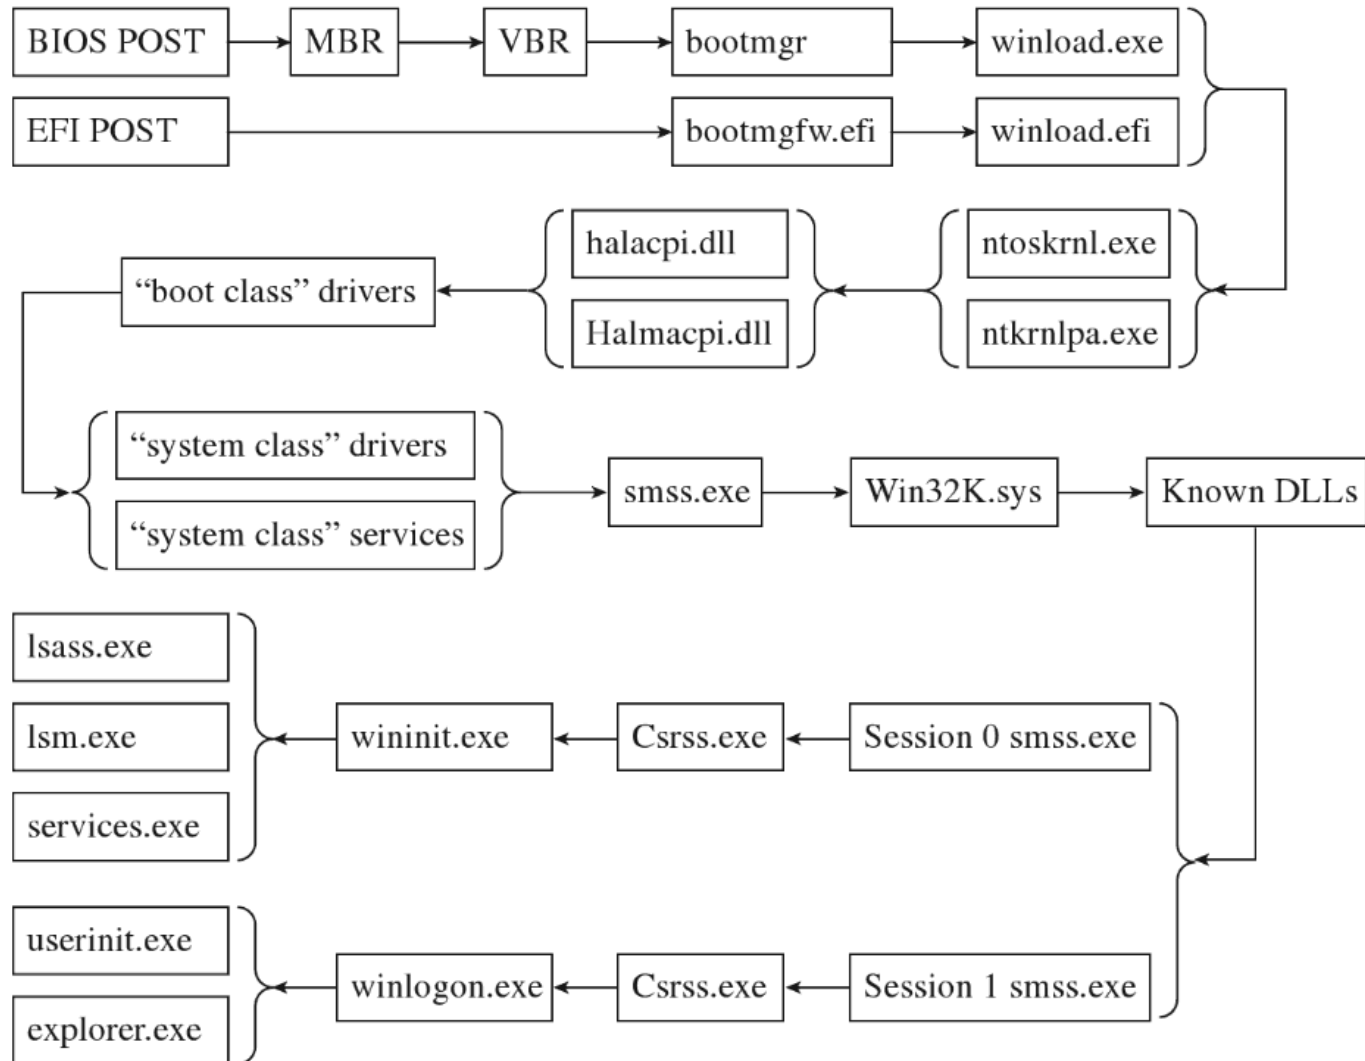 BIOS POST
MBR
VBR
bootmgr
winload.exe
EFI POST
bootmgfw.efi
winload.efi
halacpi.dll
ntoskrnl.exe
“boot class” drivers
Halmacpi.dll
ntkrnlpa.exe
“system class” drivers
“system class” services
smss.exe
Win32K.sys
Known DLLs
lsass.exe
lsm.exe
services.exe
wininit.exe
Csrss.exe
Session 0 smss.exe
userinit.exe
explorer.exe
winlogon.exe
Csrss.exe
Session 1 smss.exe